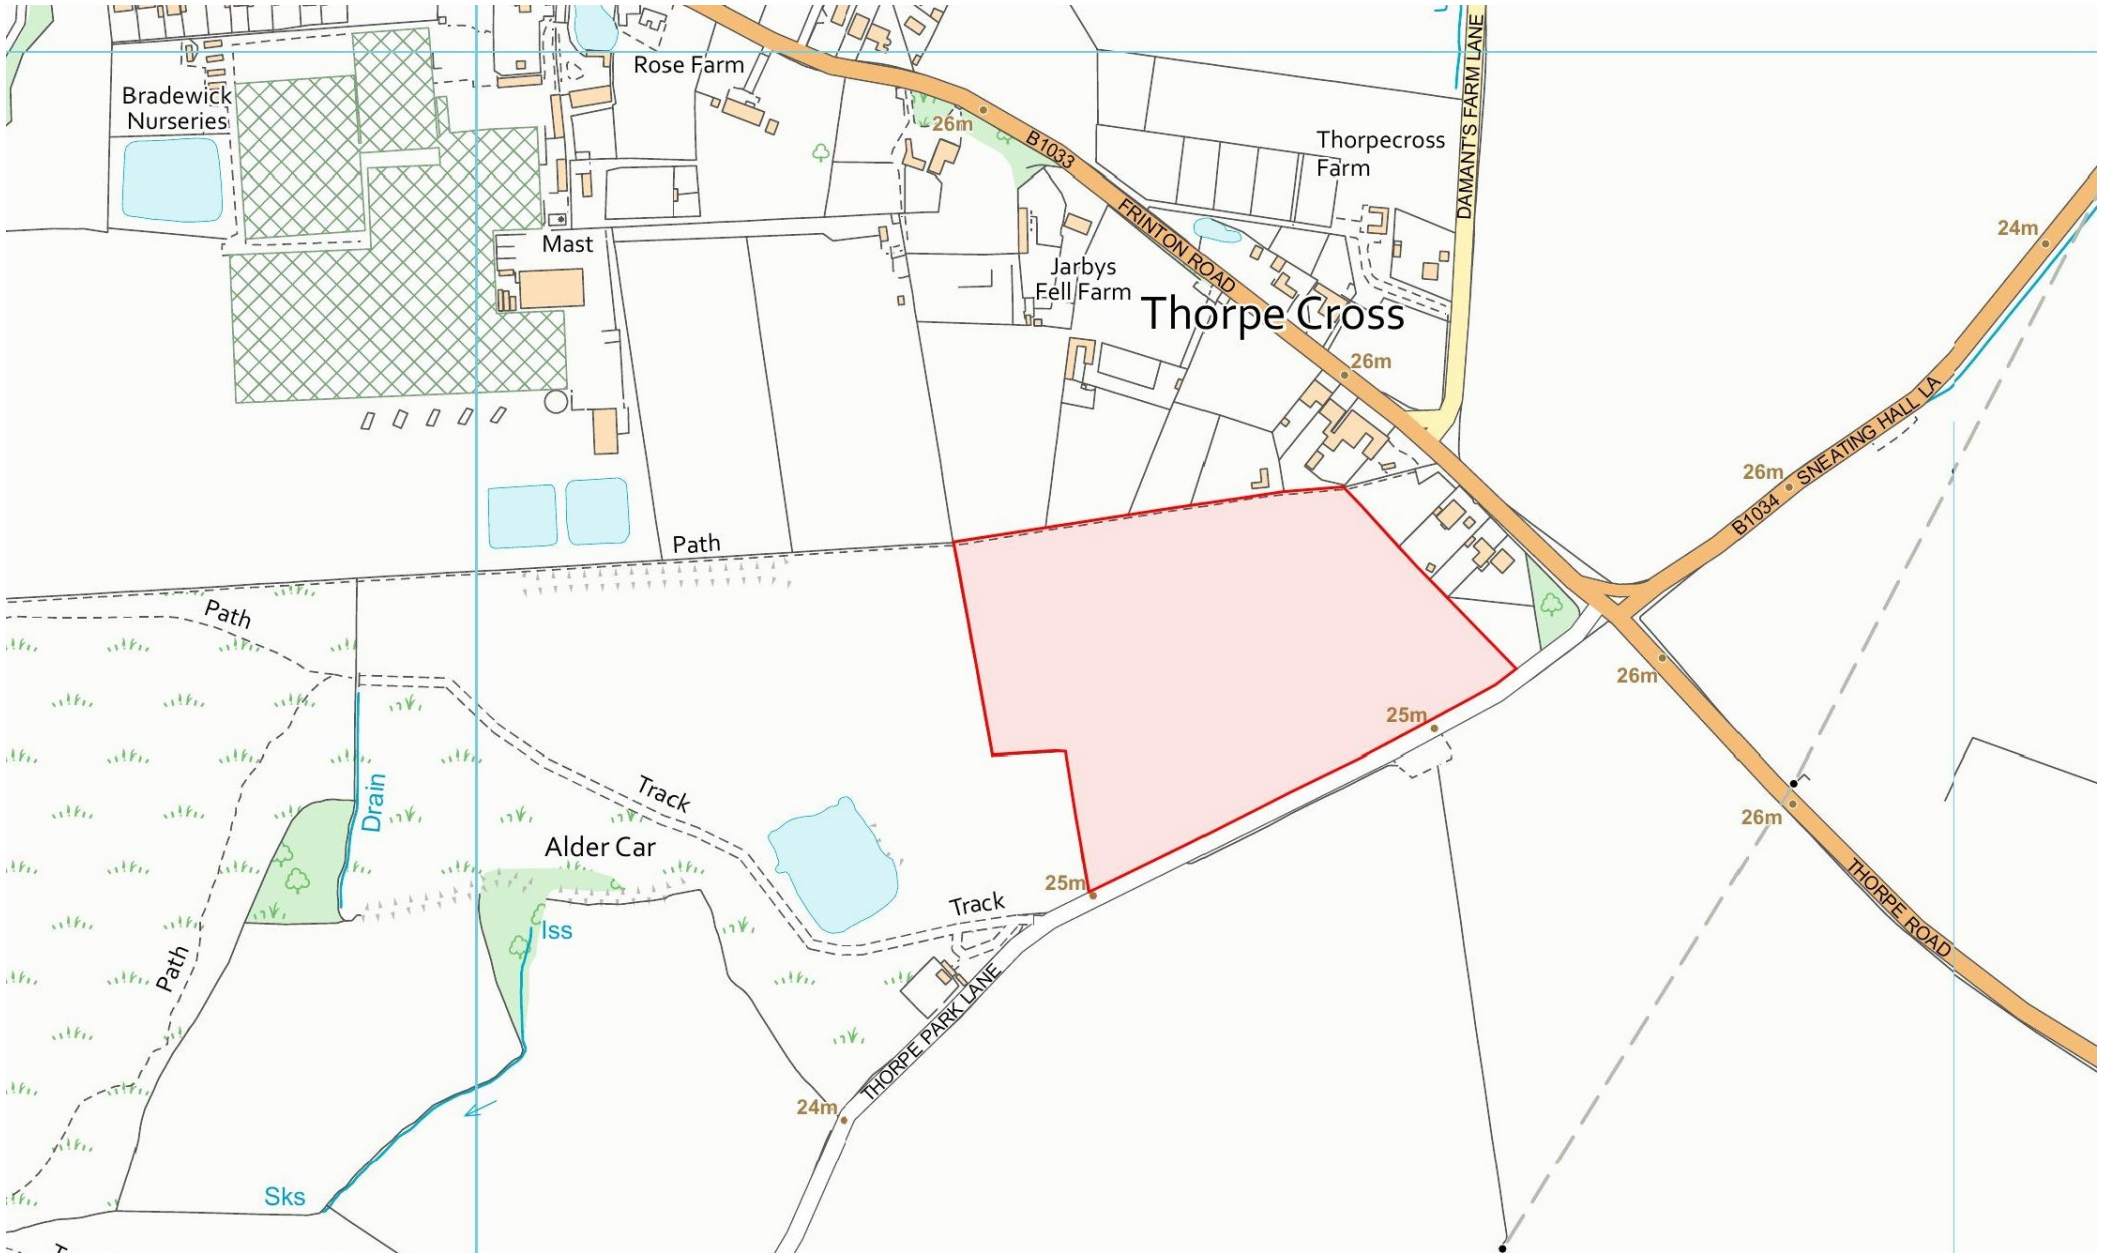 Rose Farm
Bradewick
Nurseries
26m
B1033
Thorpecross
Farm
DAMANT'S FARM LANE
FRINTON ROAD
24m
Mast
Jarbys
Fell Farm
Thorpe Cross
26m
SNEATING HALL LA
26m
B1034
Path
Path
26m
25m
Drain
Track
26m
Alder Car
25m
Track
THORPE ROAD
Iss
Path
THORPE PARK LANE
24m
Sks